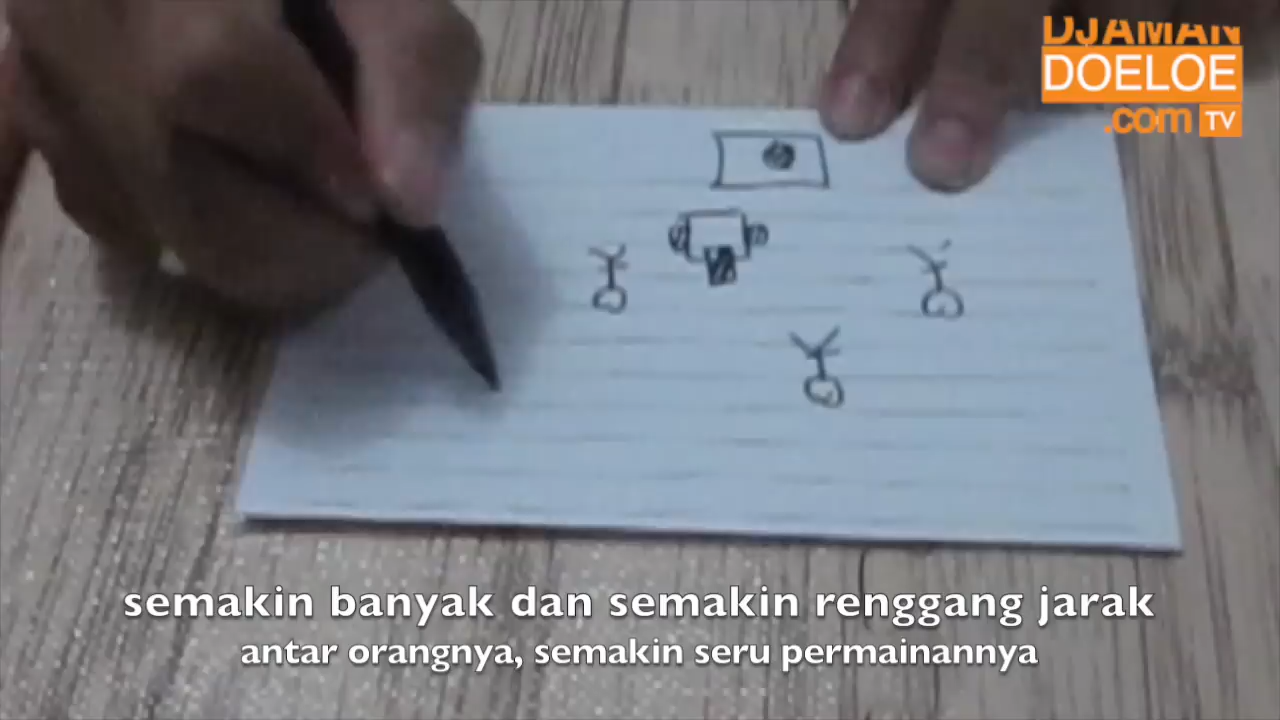 DJAMAN
DOELOE
.com TV
semakin banyak dan semakin renggang jarak
antar orangnya, semakin seru permainannya